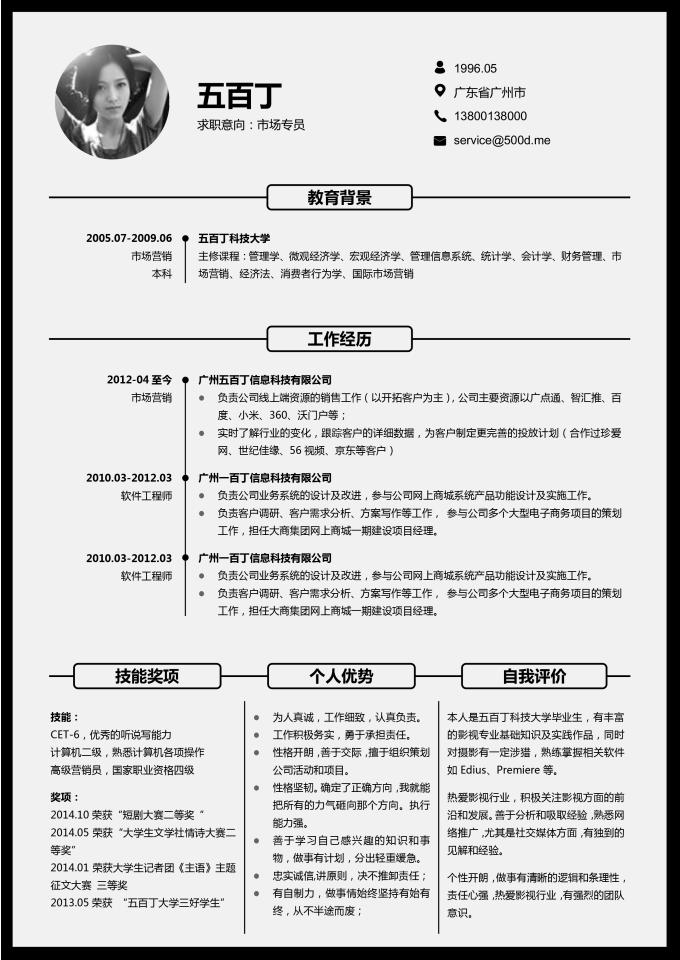 五百丁
求职意向：市场专员
1996.05
广东省广州市
13800138000
service@500d.me
教育背景
2005.07-2009.06
市场营销
本科
五百丁科技大学
主修课程：管理学、微观经济学、宏观经济学、管理信息系统、统计学、会计学、财务管理、市
场营销、经济法、消费者行为学、国际市场营销
工作经历
2012-04 至今
市场营销
广州五百丁信息科技有限公司
● 负责公司线上端资源的销售工作（以开拓客户为主），公司主要资源以广点通、智汇推、百
度、小米、360、沃门户等；
● 实时了解行业的变化，跟踪客户的详细数据，为客户制定更完善的投放计划（合作过珍爱
网、世纪佳缘、56 视频、京东等客户）
2010.03-2012.03
软件工程师
广州一百丁信息科技有限公司
● 负责公司业务系统的设计及改进，参与公司网上商城系统产品功能设计及实施工作。
● 负责客户调研、客户需求分析、方案写作等工作， 参与公司多个大型电子商务项目的策划
工作，担任大商集团网上商城一期建设项目经理。
2010.03-2012.03
软件工程师
广州一百丁信息科技有限公司
● 负责公司业务系统的设计及改进，参与公司网上商城系统产品功能设计及实施工作。
● 负责客户调研、客户需求分析、方案写作等工作， 参与公司多个大型电子商务项目的策划
工作，担任大商集团网上商城一期建设项目经理。
技能奖项
技能：
CET-6，优秀的听说写能力
计算机二级，熟悉计算机各项操作
高级营销员，国家职业资格四级
奖项：
2014.10 荣获“短剧大赛二等奖 “
2014.05 荣获“大学生文学社情诗大赛二
等奖”
2014.01 荣获大学生记者团《主语》主题
征文大赛 三等奖
2013.05 荣获 “五百丁大学三好学生”
个人优势
● 为人真诚，工作细致，认真负责。
● 工作积极务实，勇于承担责任。
● 性格开朗,善于交际,擅于组织策划
公司活动和项目。
● 性格坚韧。确定了正确方向,我就能
把所有的力气砸向那个方向。执行
能力强。
● 善于学习自己感兴趣的知识和事
物，做事有计划，分出轻重缓急。
● 忠实诚信,讲原则，决不推卸责任；
● 有自制力，做事情始终坚持有始有
终，从不半途而废；
自我评价
本人是五百丁科技大学毕业生，有丰富
的影视专业基础知识及实践作品，同时
对摄影有一定涉猎，熟练掌握相关软件
如 Edius、Premiere 等。
热爱影视行业，积极关注影视方面的前
沿和发展。善于分析和吸取经验 ,熟悉网
络推广 ,尤其是社交媒体方面 ,有独到的
见解和经验。
个性开朗 ,做事有清晰的逻辑和条理性 ,
责任心强 ,热爱影视行业 ,有强烈的团队
意识。